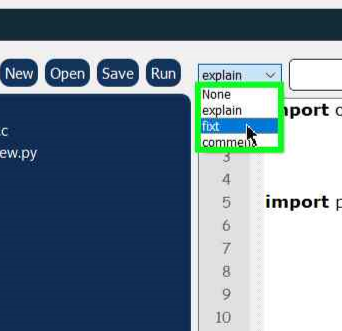 New Open Save Run explain
None
explain
fixt
comment
.c
ew.py
import
3
4
5 import
6
7
8
9
10